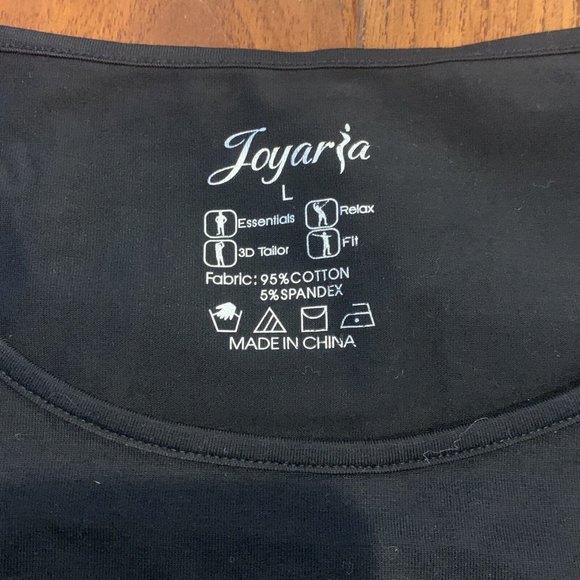 Joyaria
L
Essentials Relax
3D Tailor Fit
Fabric: 95%COTTON
5%SPANDEX
MADE IN CHINA